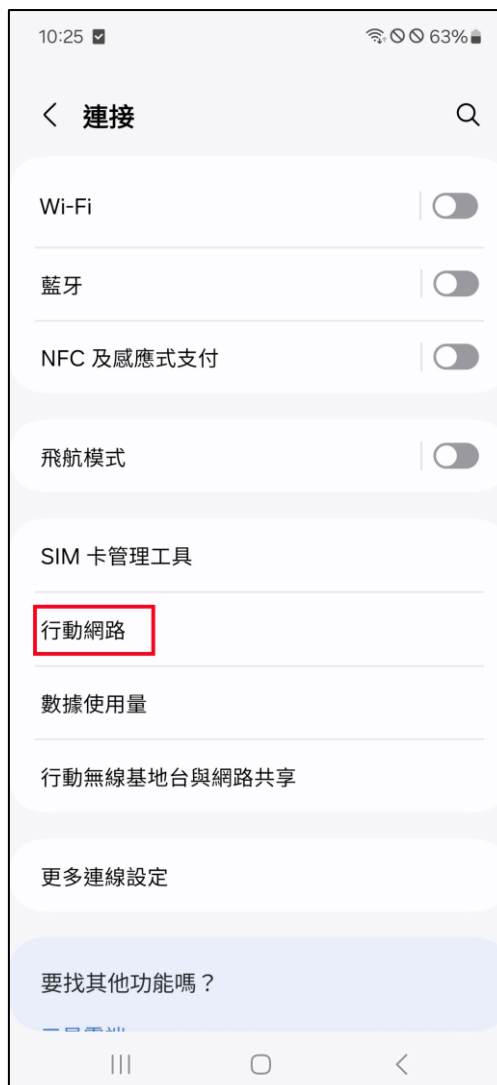 10:25
63%
連接
Wi-Fi
藍牙
NFC 及感應式支付
飛航模式
SIM 卡管理工具
行動網路
數據使用量
行動無線基地台與網路共享
更多連線設定
要找其他功能嗎？